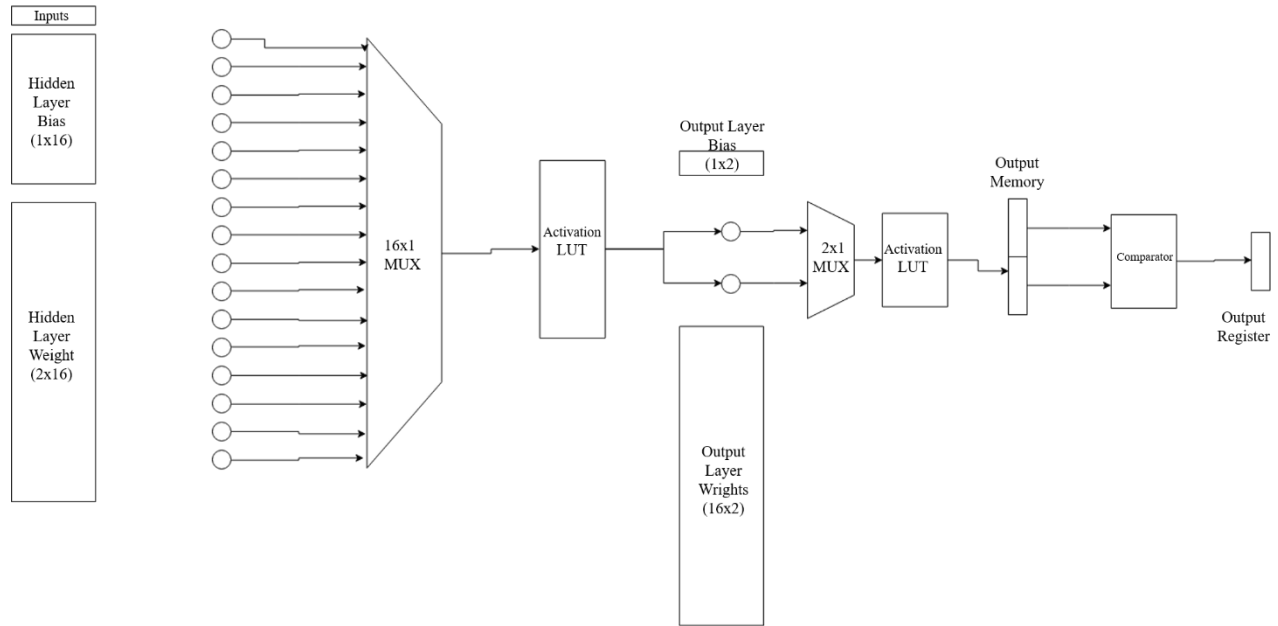 Inputs
Hidden
Layer
Bias
(1x16)
Hidden
Layer
Weight
(2x16)
16x1
MUX
Activation
LUT
Output Layer
Bias
(1x2)
Output
Layer
Wrights
(16x2)
2x1
MUX
Activation
LUT
Output
Memory
Comparator
Output
Register